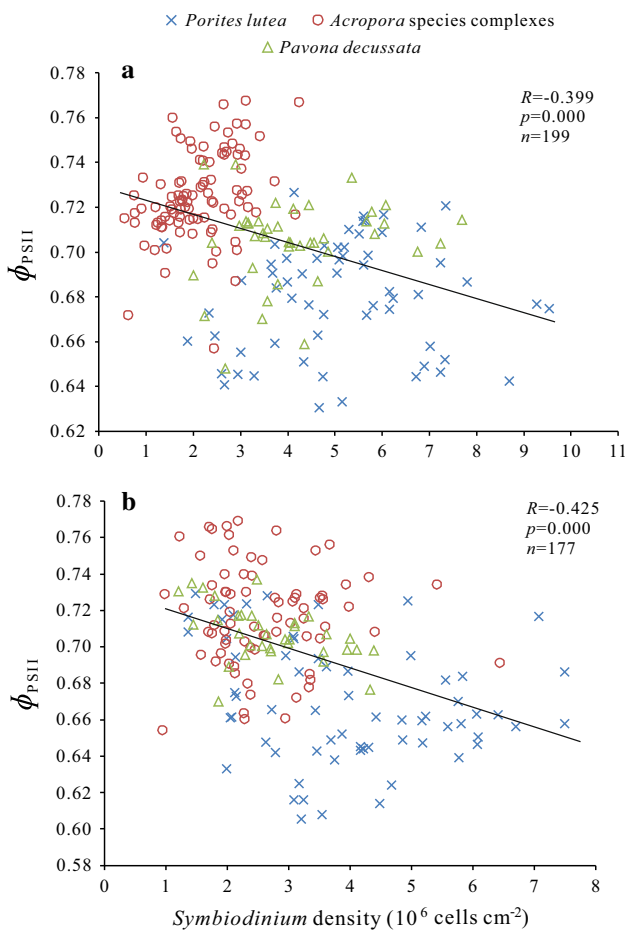 Porites lutea Acropora species complexes
Pavona decussata
a
R=-0.399
p=0.000
n=199
0.78
0.76
0.74
0.72
0.70
0.68
0.66
0.64
0.62
ϕPSII
0 1 2 3 4 5 6 7 8 9 10 11
b
R=-0.425
p=0.000
n=177
0.78
0.76
0.74
0.72
0.70
0.68
0.66
0.64
0.62
0.60
0.58
ϕPSII
0 1 2 3 4 5 6 7 8
Symbiodinium density (10⁶ cells cm⁻²)